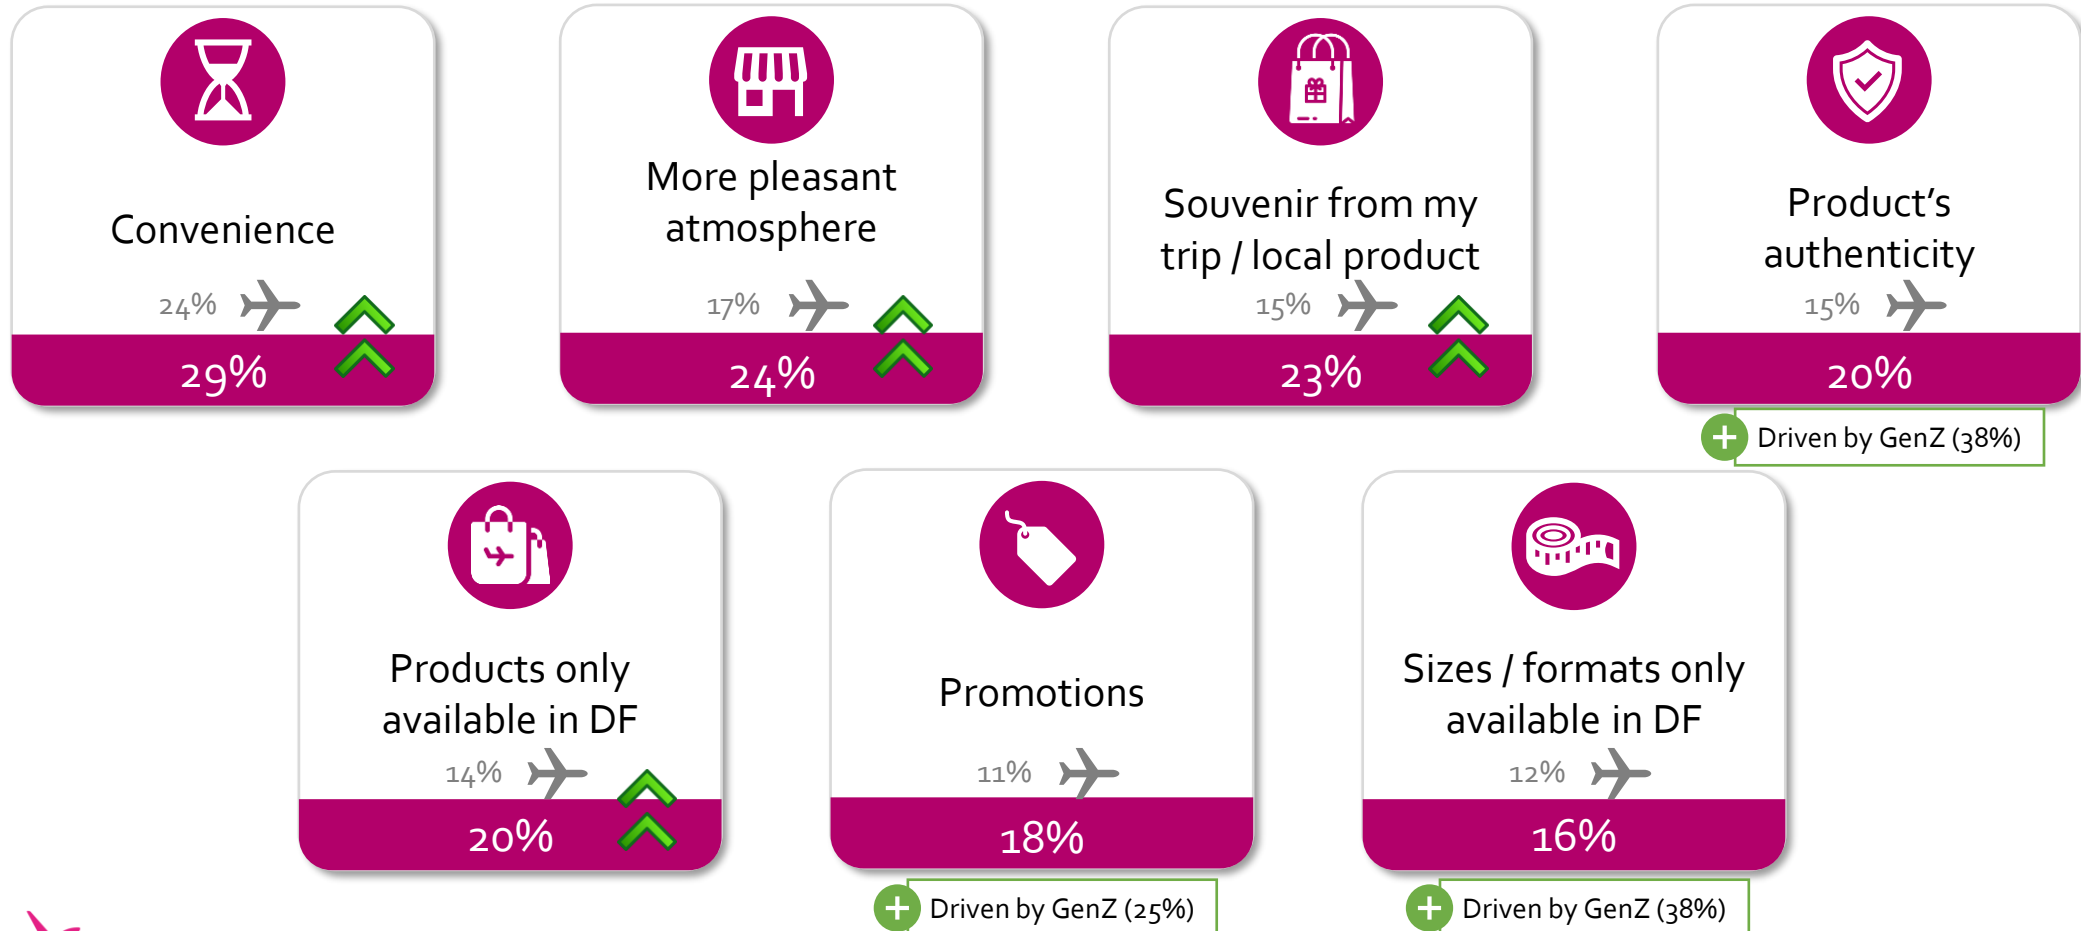 Convenience
24%
29%
More pleasant
atmosphere
17%
24%
Souvenir from my
trip / local product
15%
23%
Product's
authenticity
15%
20%
Driven by GenZ (38%)
Products only
available in DF
14%
20%
Promotions
11%
18%
Driven by GenZ (25%)
Sizes / formats only
available in DF
12%
16%
Driven by GenZ (38%)